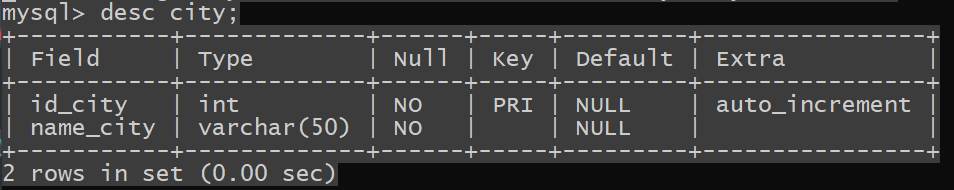 mysql> desc city;
+-----------+-------------+------+-----+---------+----------------+
| Field     | Type        | Null | Key | Default | Extra          |
+-----------+-------------+------+-----+---------+----------------+
| id_city   | int         | NO   | PRI | NULL    | auto_increment |
| name_city | varchar(50) | NO   |     | NULL    |                |
+-----------+-------------+------+-----+---------+----------------+
2 rows in set (0.00 sec)